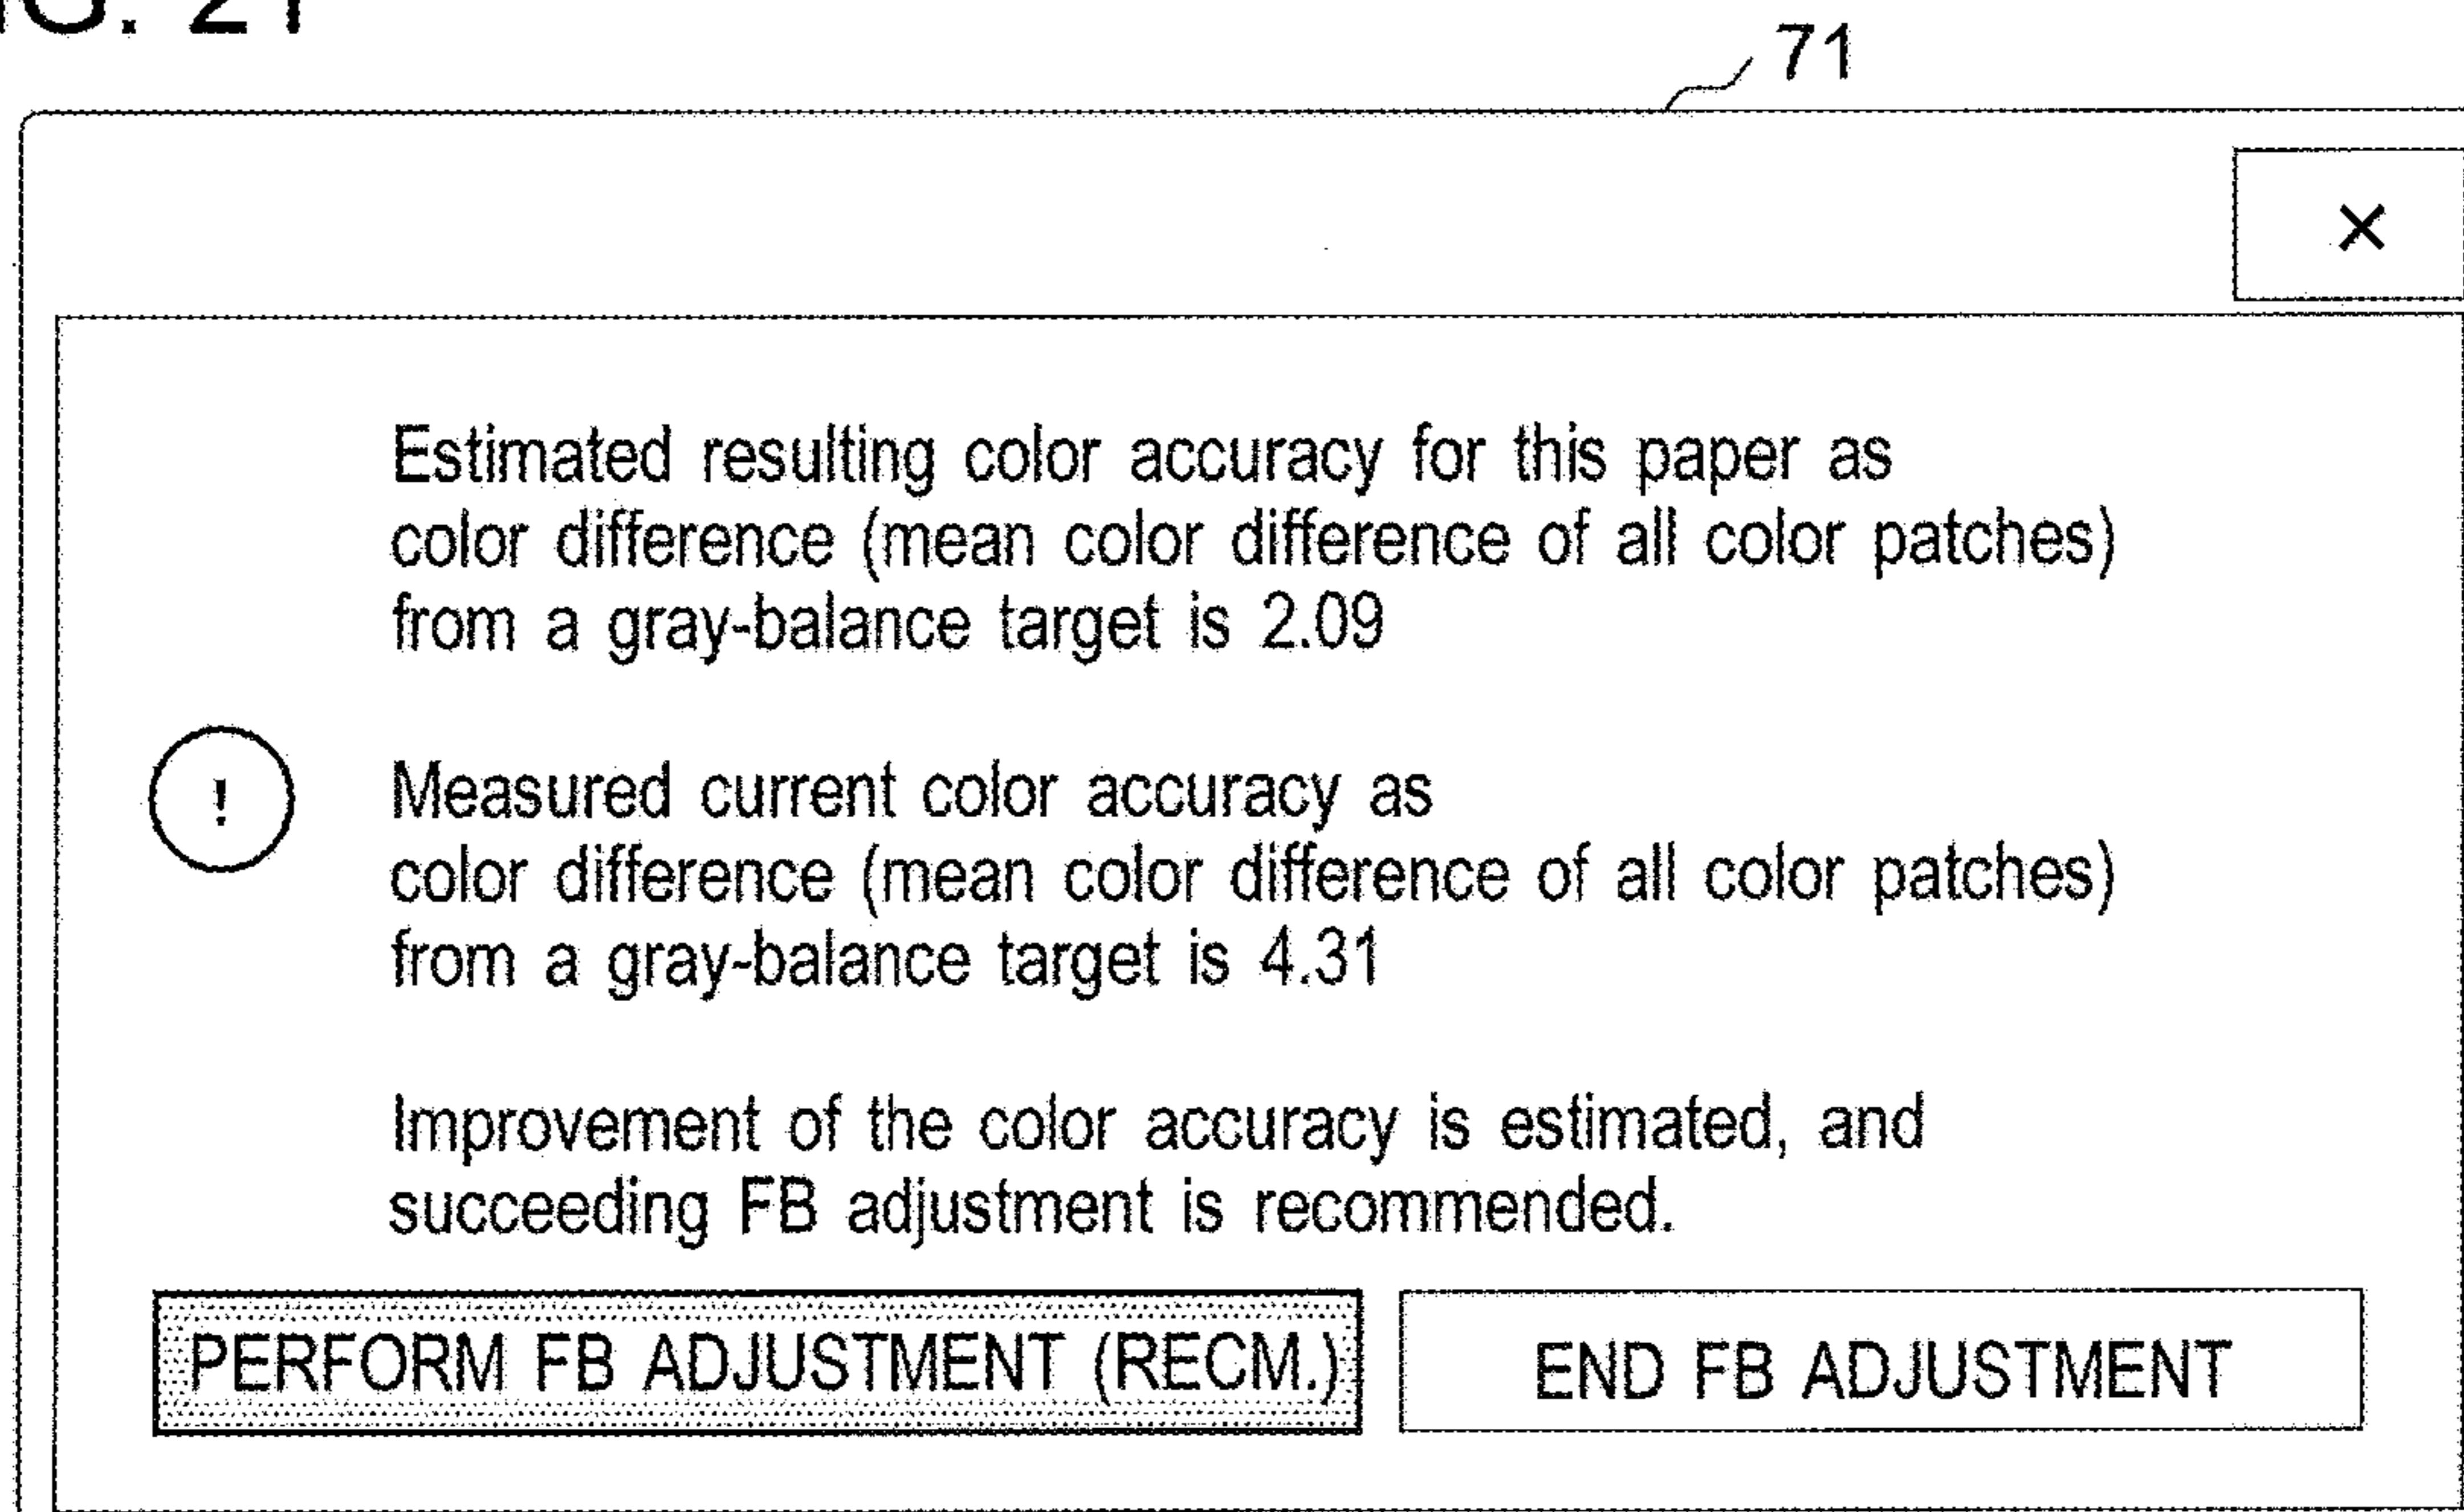 G. 21
71
×
Estimated resulting color accuracy for this paper as
color difference (mean color difference of all color patches)
from a gray-balance target is 2.09
!
Measured current color accuracy as
color difference (mean color difference of all color patches)
from a gray-balance target is 4.31
Improvement of the color accuracy is estimated, and
succeeding FB adjustment is recommended.
PERFORM FB ADJUSTMENT (RECM.)
END FB ADJUSTMENT